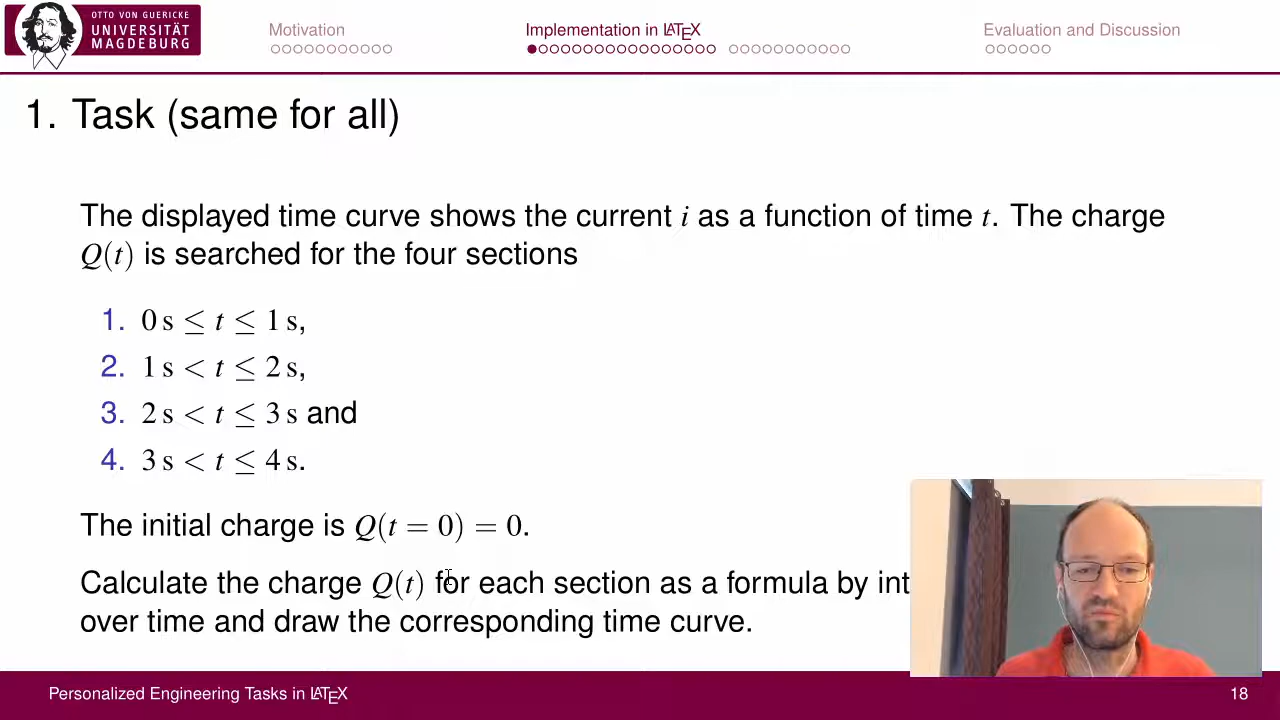 OTTO VON GUERICKE
UNIVERSITÄT
MAGDEBURG
Motivation
Implementation in LATEX
Evaluation and Discussion
1. Task (same for all)
The displayed time curve shows the current i as a function of time t. The charge
Q(t) is searched for the four sections
1. 0 s ≤ t ≤ 1 s,
2. 1 s < t ≤ 2 s,
3. 2 s < t ≤ 3 s and
4. 3 s < t ≤ 4 s.
The initial charge is Q(t = 0) = 0.
Calculate the charge Q(t) for each section as a formula by
over time and draw the corresponding time curve.
Personalized Engineering Tasks in LATEX
18